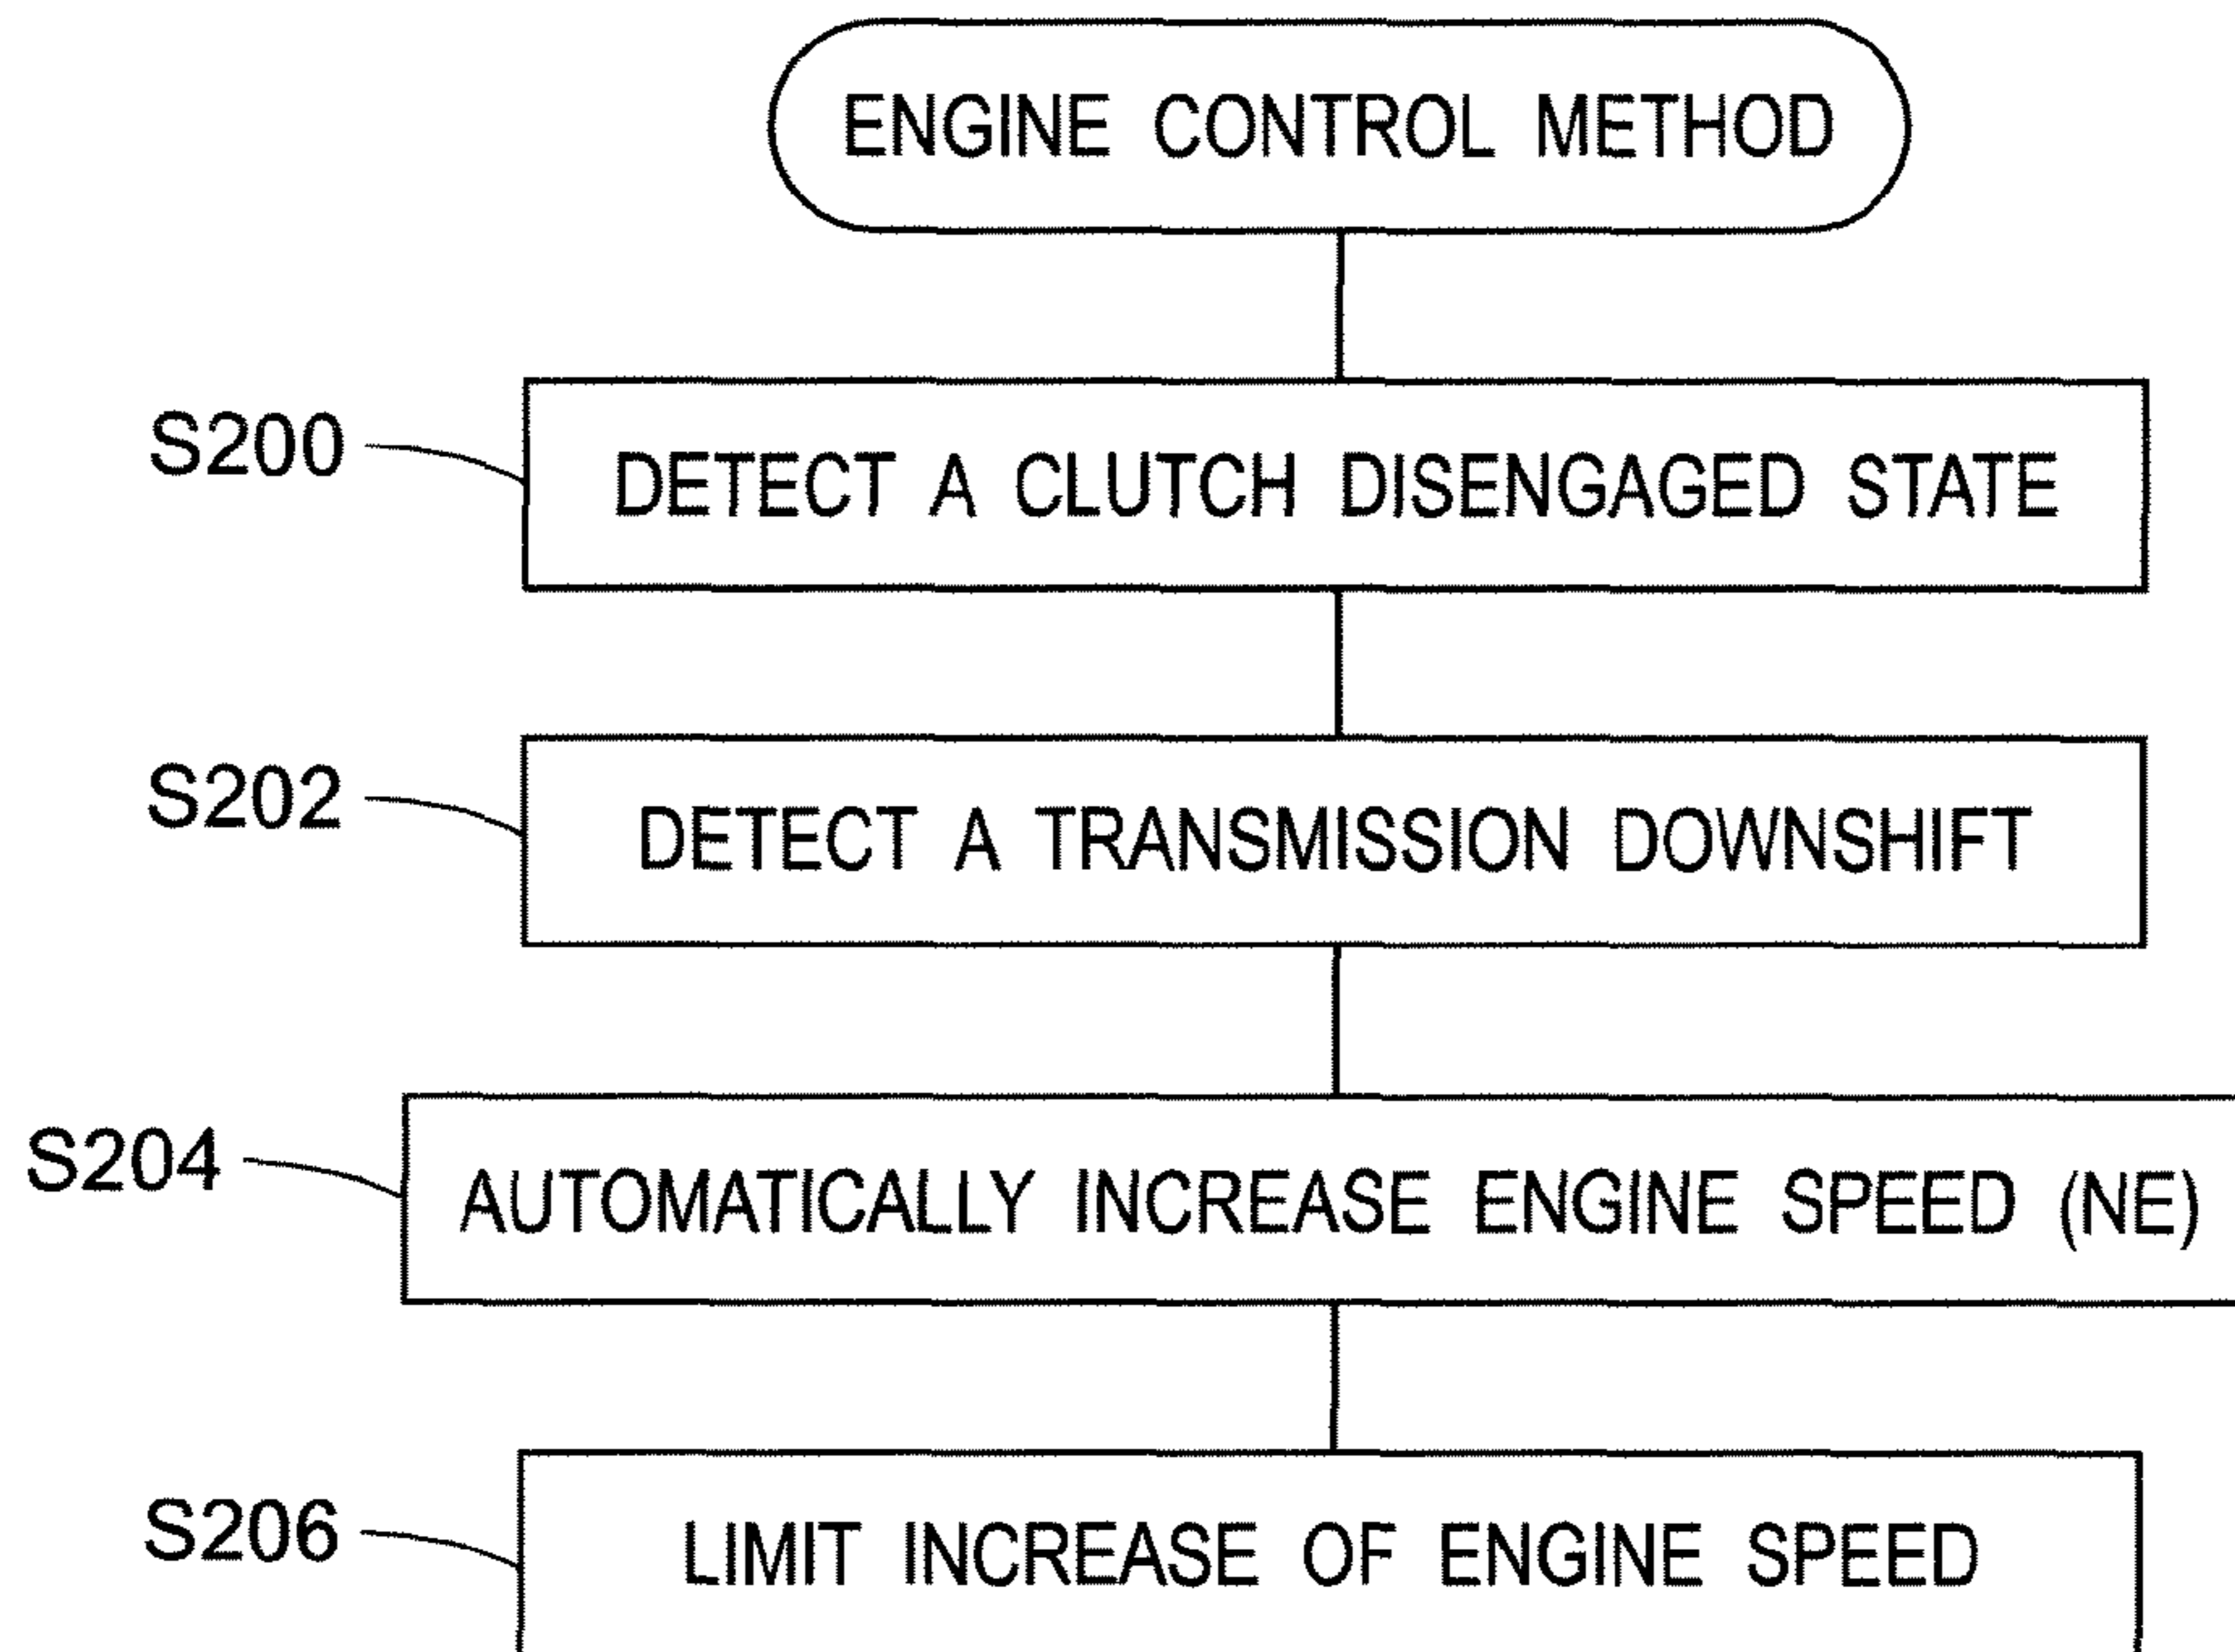 ENGINE CONTROL METHOD
S200
DETECT A CLUTCH DISENGAGED STATE
S202
DETECT A TRANSMISSION DOWNSHIFT
S204
AUTOMATICALLY INCREASE ENGINE SPEED (NE)
S206
LIMIT INCREASE OF ENGINE SPEED